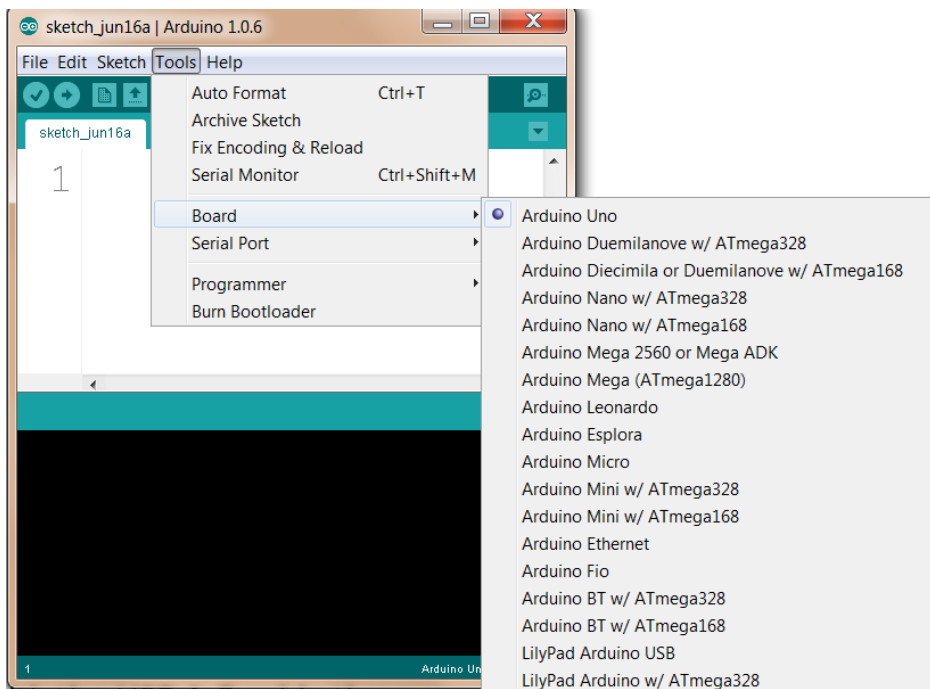 sketch_jun16a | Arduino 1.0.6
File Edit Sketch Tools Help
sketch_jun16a
1
Auto Format Ctrl+T
Archive Sketch
Fix Encoding & Reload
Serial Monitor Ctrl+Shift+M
Board
Serial Port
Programmer
Burn Bootloader
Arduino Uno
Arduino Duemilanove w/ ATmega328
Arduino Diecimila or Duemilanove w/ ATmega168
Arduino Nano w/ ATmega328
Arduino Nano w/ ATmega168
Arduino Mega 2560 or Mega ADK
Arduino Mega (ATmega1280)
Arduino Leonardo
Arduino Esplora
Arduino Micro
Arduino Mini w/ ATmega328
Arduino Mini w/ ATmega168
Arduino Ethernet
Arduino Fio
Arduino BT w/ ATmega328
Arduino BT w/ ATmega168
LilyPad Arduino USB
LilyPad Arduino w/ ATmega328
1 Arduino Un